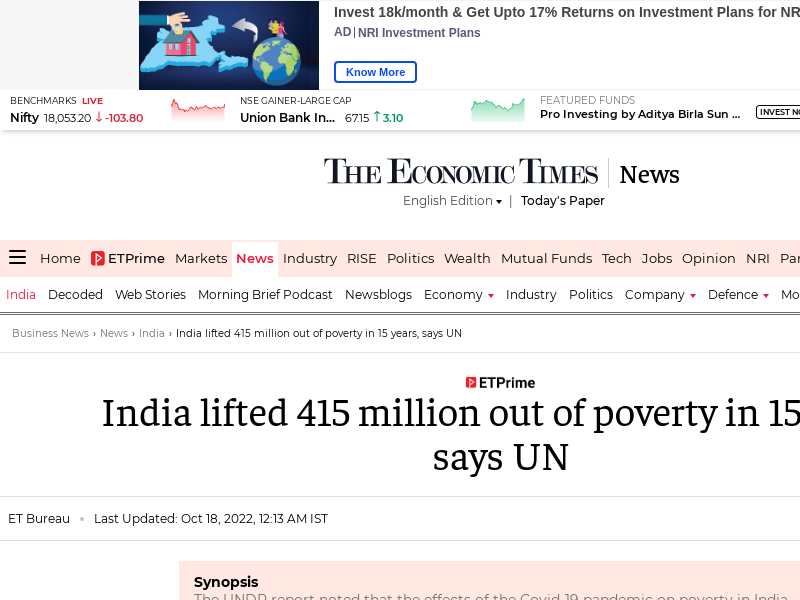 Invest 18k/month & Get Upto 17% Returns on Investment Plans for NR
AD | NRI Investment Plans
Know More
BENCHMARKS LIVE
Nifty 18,053.20 ↓ -103.80
NSE GAINER-LARGE CAP
Union Bank In... 67.15 ↑ 3.10
FEATURED FUNDS
Pro Investing by Aditya Birla Sun ...
INVEST NO
THE ECONOMIC TIMES | News
English Edition | Today's Paper
Home ETPrime Markets News Industry RISE Politics Wealth Mutual Funds Tech Jobs Opinion NRI Pan
India Decoded Web Stories Morning Brief Podcast Newsblogs Economy Industry Politics Company Defence Mo
Business News › News › India › India lifted 415 million out of poverty in 15 years, says UN
ETPrime
India lifted 415 million out of poverty in 15
says UN
ET Bureau • Last Updated: Oct 18, 2022, 12:13 AM IST
Synopsis
The UNDP report noted that the effects of the Covid-19 pandemic on poverty in India